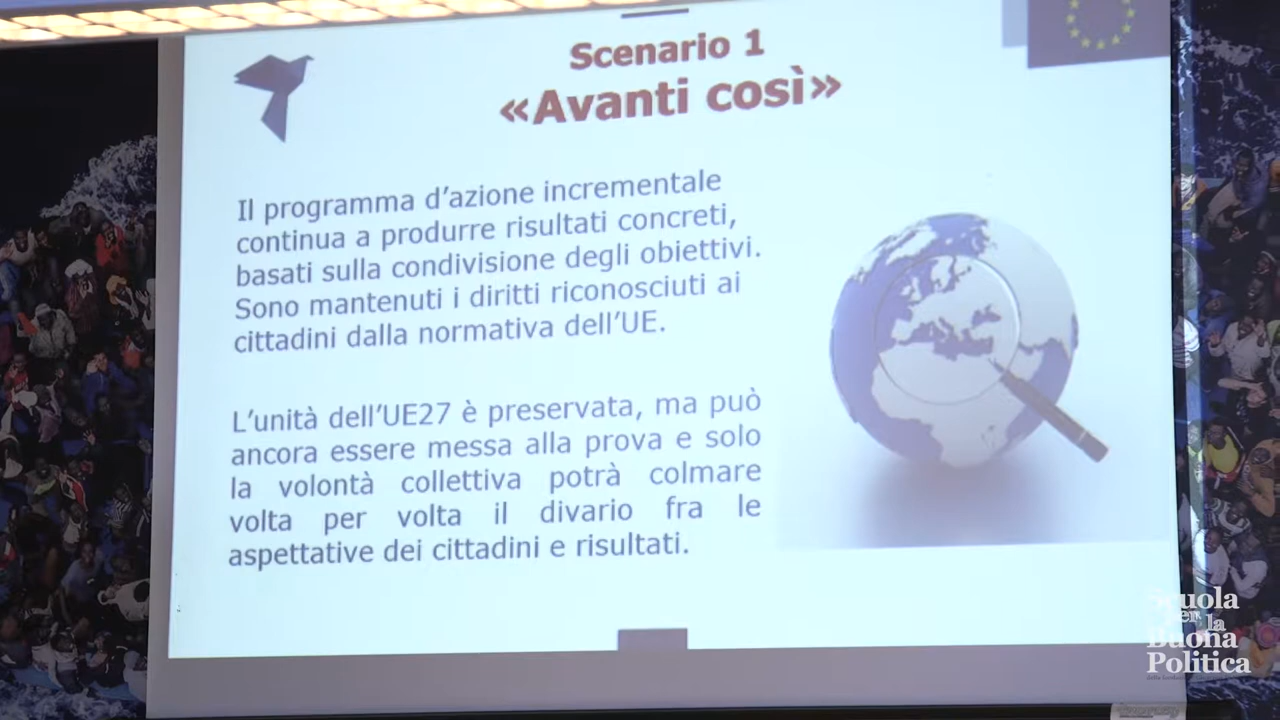 Scenario 1
«Avanti così»
Il programma d’azione incrementale
continua a produrre risultati concreti,
basati sulla condivisione degli obiettivi.
Sono mantenuti i diritti riconosciuti ai
cittadini dalla normativa dell’UE.
L’unità dell’UE27 è preservata, ma può
ancora essere messa alla prova e solo
la volontà collettiva potrà colmare
volta per volta il divario fra le
aspettative dei cittadini e risultati.
Scuola
per la
Buona
Politica